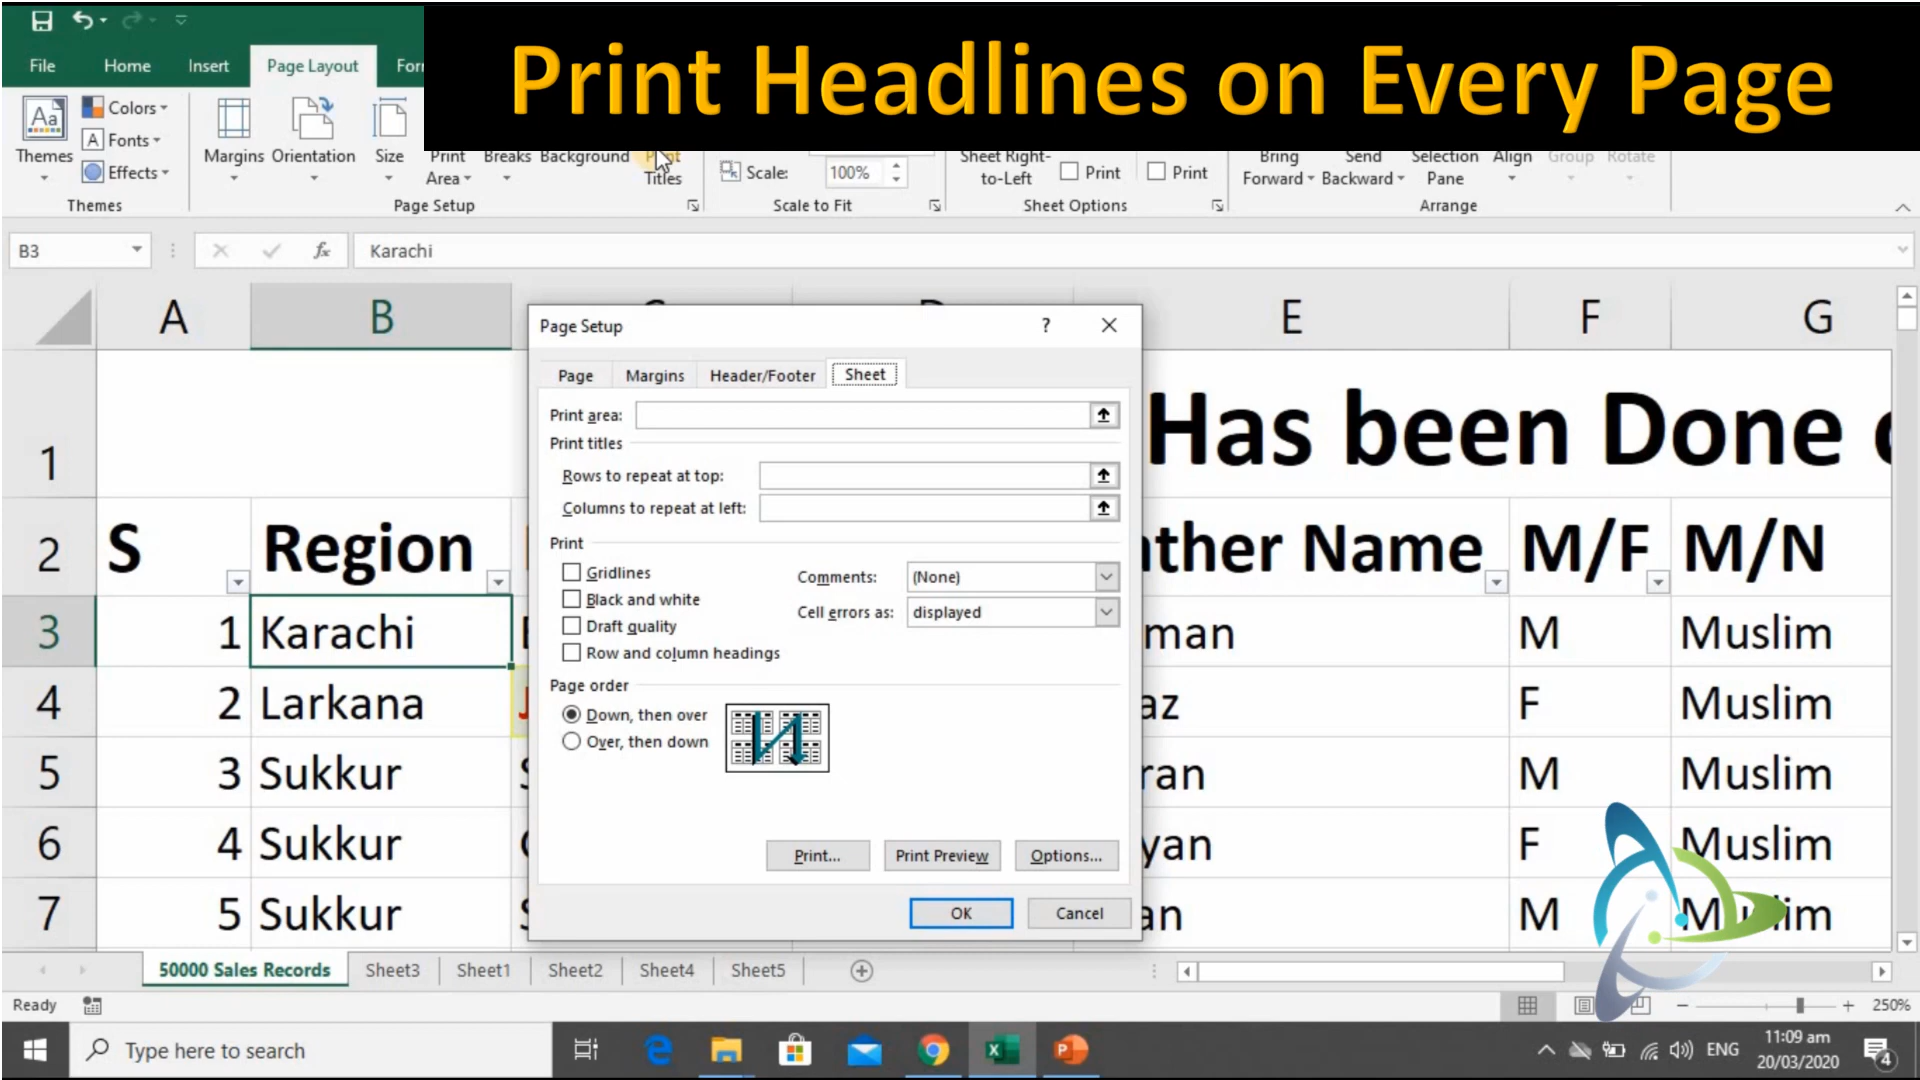 Print Headlines on Every Page
File Home Insert Page Layout
Aa Colors
A Fonts
Effects
Themes Margins Orientation Size Print Area Breaks Background Print Titles
Scale: 100%
Sheet Right-to-Left Print Print
Bring Forward Send Backward Selection Pane Align Group Rotate
Themes Page Setup Scale to Fit Sheet Options Arrange
B3 fx Karachi
A B E F G
Page Setup ?
Page Margins Header/Footer Sheet
Print area:
Print titles
Rows to repeat at top:
Columns to repeat at left:
Print
Gridlines
Black and white
Draft quality
Row and column headings
Comments: (None)
Cell errors as: displayed
Page order
Down, then over
Over, then down
Print... Print Preview Options...
OK Cancel
1 Has been Done
2 S Region ther Name M/F M/N
3 1 Karachi man M Muslim
4 2 Larkana az F Muslim
5 3 Sukkur ran M Muslim
6 4 Sukkur yan F Muslim
7 5 Sukkur an M Muslim
50000 Sales Records Sheet3 Sheet1 Sheet2 Sheet4 Sheet5
Ready 250%
Type here to search ENG 11:09 am
20/03/2020 4